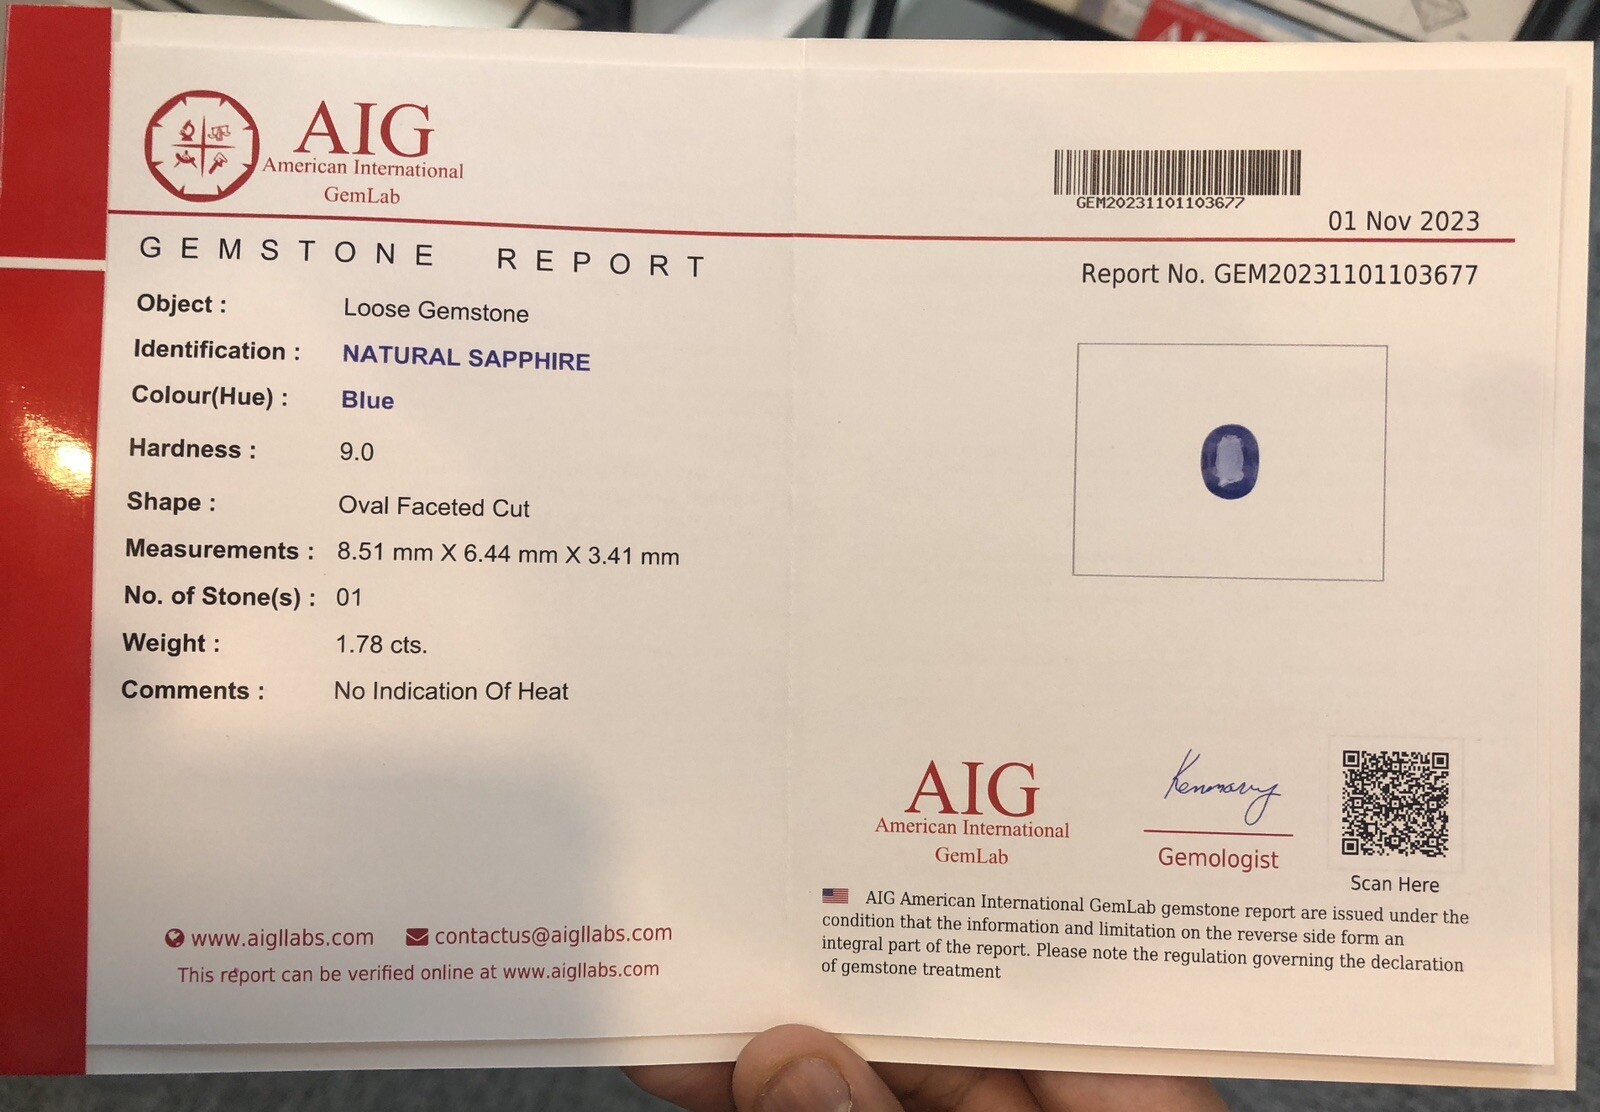 AIG
American International
GemLab
GEM20231101103677
01 Nov 2023
GEMSTONE REPORT
Report No. GEM20231101103677
Object : Loose Gemstone
Identification : NATURAL SAPPHIRE
Colour(Hue) : Blue
Hardness : 9.0
Shape : Oval Faceted Cut
Measurements : 8.51 mm X 6.44 mm X 3.41 mm
No. of Stone(s) : 01
Weight : 1.78 cts.
Comments : No Indication Of Heat
www.aigllabs.com contactus@aigllabs.com
This report can be verified online at www.aigllabs.com
AIG
American International
GemLab
Gemologist
Scan Here
AIG American International GemLab gemstone report are issued under the
condition that the information and limitation on the reverse side form an
integral part of the report. Please note the regulation governing the declaration
of gemstone treatment